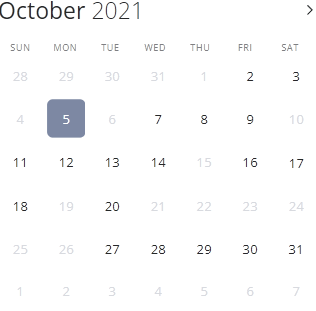 October 2021
SUN MON TUE WED THU FRI SAT
28 29 30 31 1 2 3
4 5 6 7 8 9 10
11 12 13 14 15 16 17
18 19 20 21 22 23 24
25 26 27 28 29 30 31
1 2 3 4 5 6 7